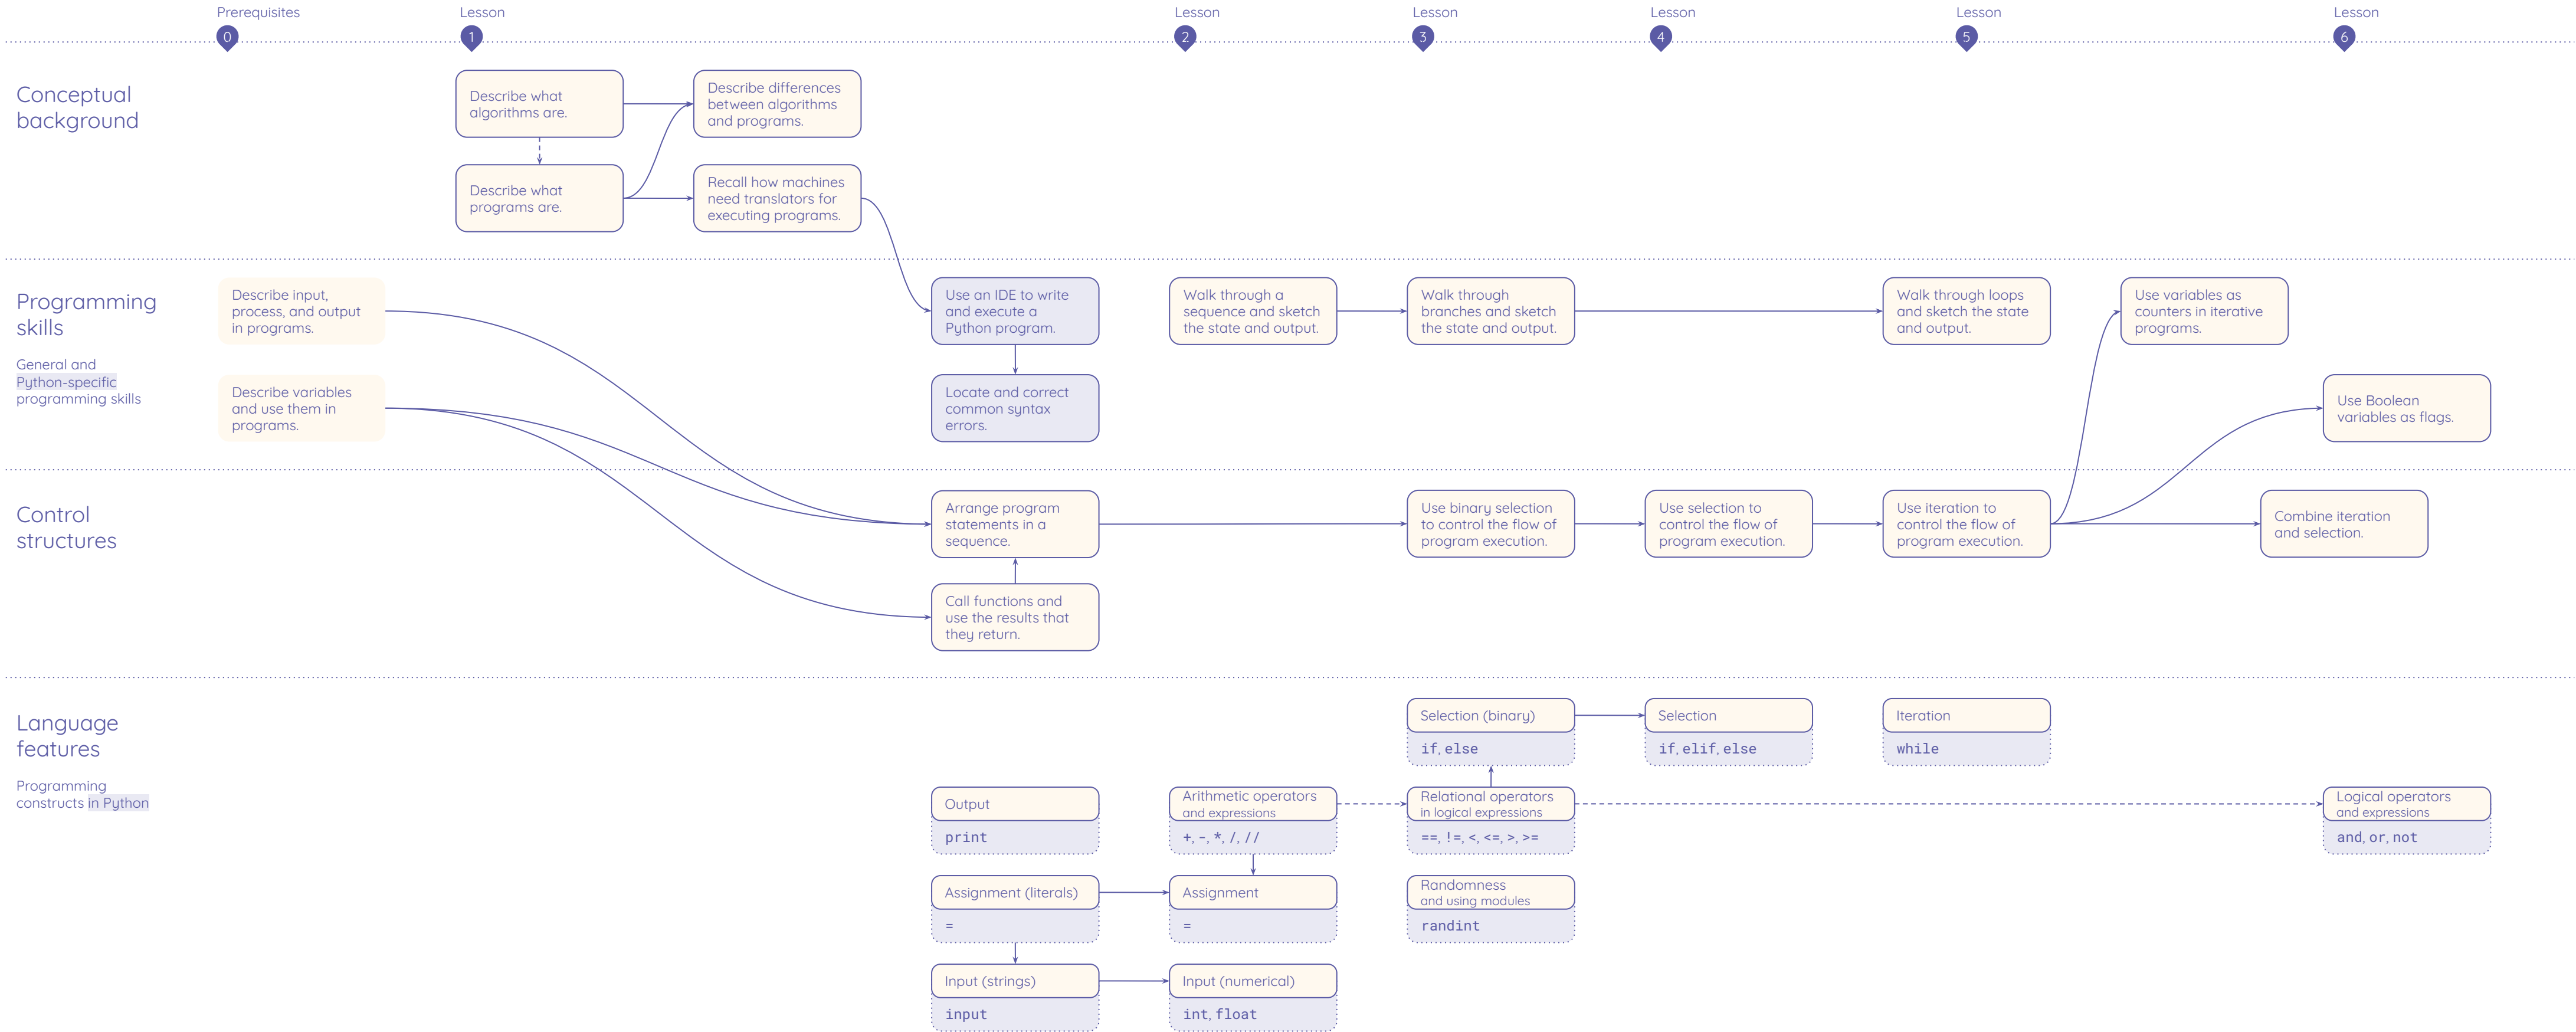 Prerequisites
0
Lesson
1
Lesson
2
Lesson
3
Lesson
4
Lesson
5
Lesson
6
Conceptual
background
Describe what
algorithms are.
Describe differences
between algorithms
and programs.
Describe what
programs are.
Recall how machines
need translators for
executing programs.
Programming
skills
General and
Python-specific
programming skills
Describe input,
process, and output
in programs.
Describe variables
and use them in
programs.
Use an IDE to write
and execute a
Python program.
Locate and correct
common syntax
errors.
Walk through a
sequence and sketch
the state and output.
Walk through
branches and sketch
the state and output.
Walk through loops
and sketch the state
and output.
Use variables as
counters in iterative
programs.
Use Boolean
variables as flags.
Control
structures
Arrange program
statements in a
sequence.
Call functions and
use the results that
they return.
Use binary selection
to control the flow of
program execution.
Use selection to
control the flow of
program execution.
Use iteration to
control the flow of
program execution.
Combine iteration
and selection.
Language
features
Programming
constructs in Python
Selection (binary)
if, else
Selection
if, elif, else
Iteration
while
Output
print
Arithmetic operators
and expressions
+, -, *, /, //
Relational operators
in logical expressions
==, !=, <, <=, >, >=
Logical operators
and expressions
and, or, not
Assignment (literals)
=
Assignment
=
Randomness
and using modules
randint
Input (strings)
input
Input (numerical)
int, float